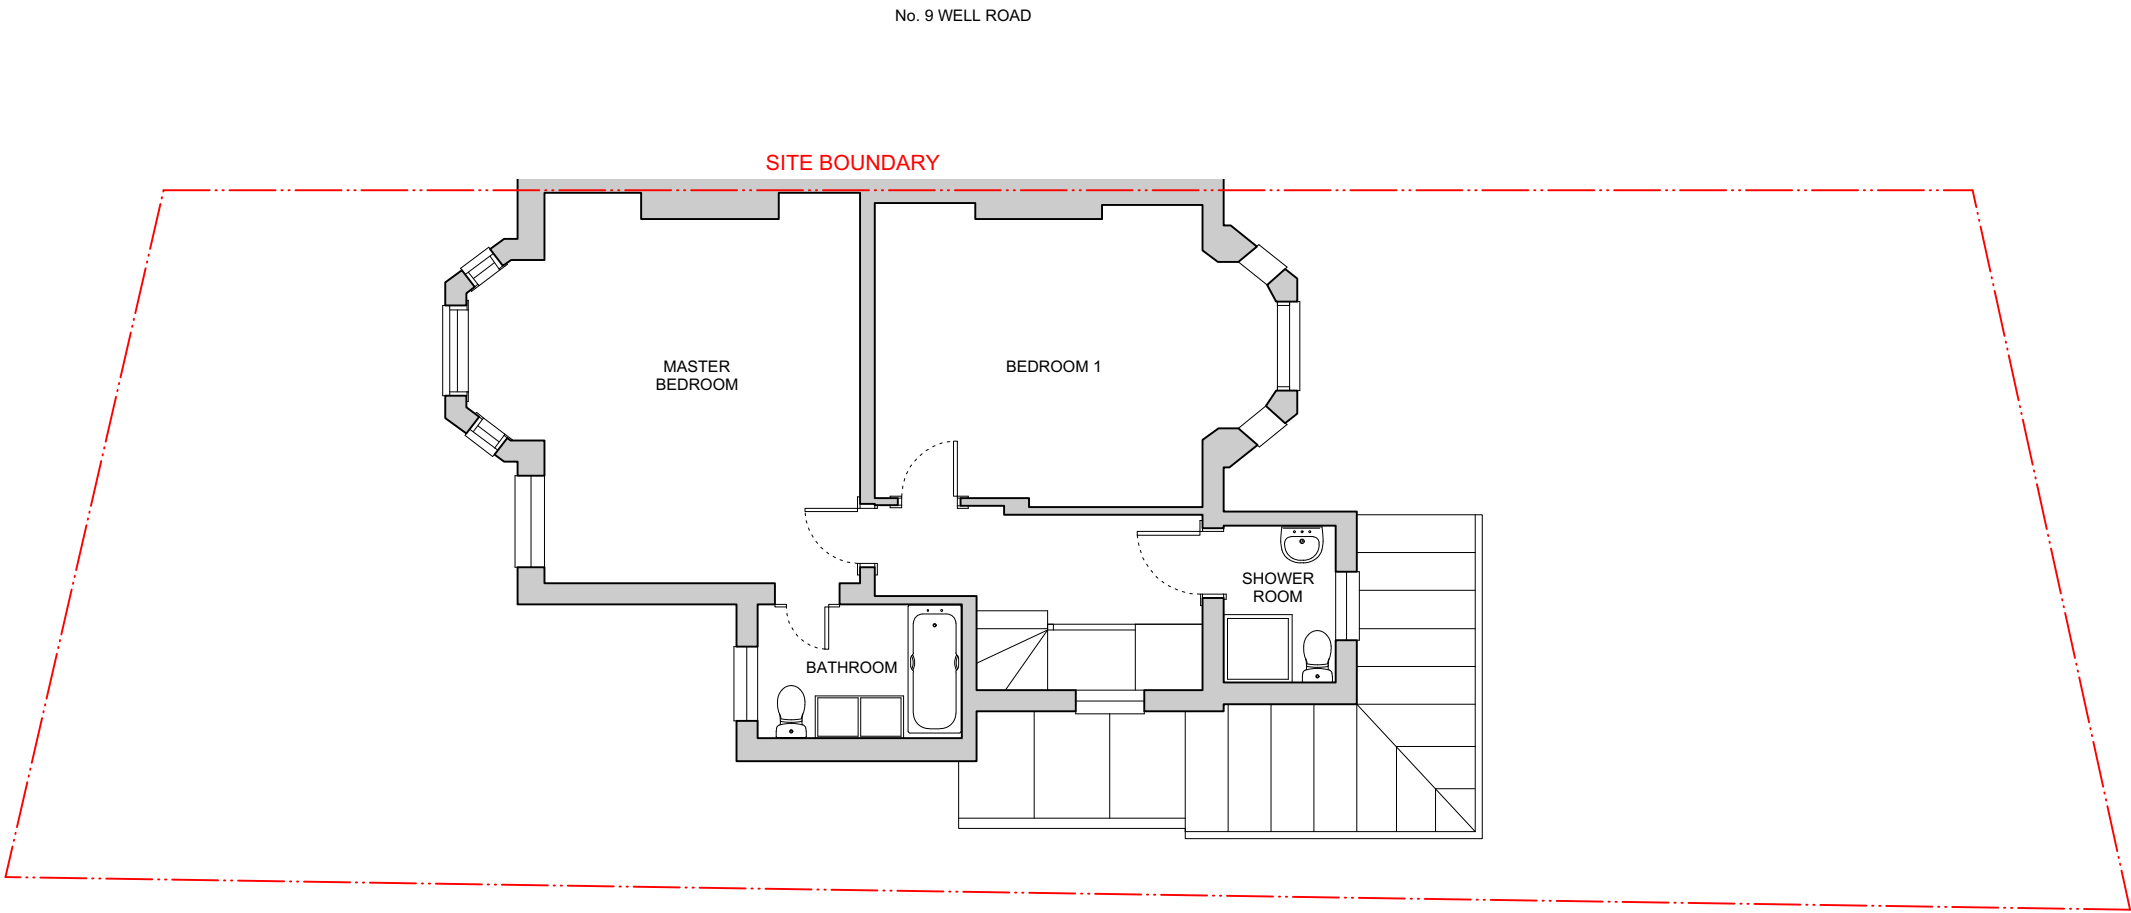 No. 9 WELL ROAD
SITE BOUNDARY
MASTER
BEDROOM
BEDROOM 1
SHOWER
ROOM
BATHROOM